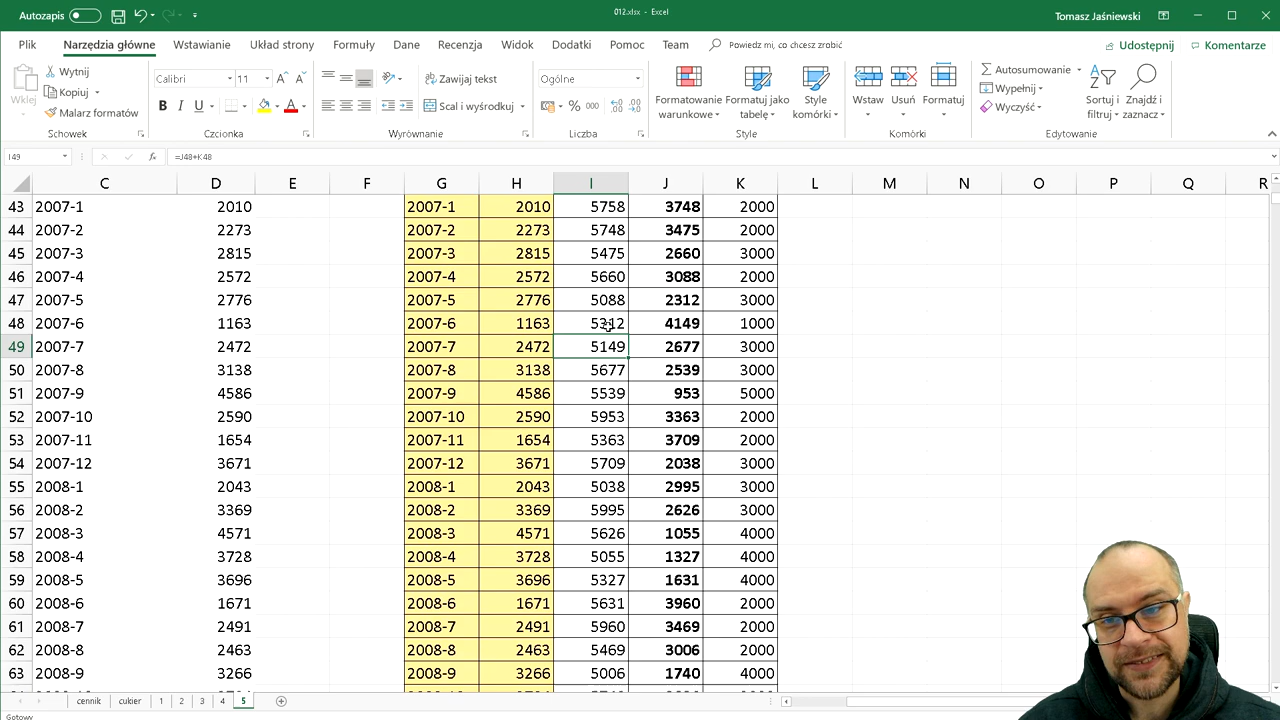 Autozapis
012.xlsx - Excel
Tomasz Jaśniewski
Plik Narzędzia główne Wstawianie Układ strony Formuły Dane Recenzja Widok Dodatki Pomoc Team Powiedz mi, co chcesz zrobić Udostępnij Komentarze
Wklej
Wytnij
Kopiuj
Malarz formatów
Schowek
Calibri 11
B I U
Czcionka
Zawijaj tekst
Scal i wyśrodkuj
Wyrównanie
Ogólne
% 000
Liczba
Formatowanie warunkowe
Formatuj jako tabelę
Style komórki
Style
Wstaw Usuń Formatuj
Komórki
Autosumowanie
Wypełnij
Wyczyść
Sortuj i filtruj
Znajdź i zaznacz
Edytowanie
I49 fx =J48+K48
C D E F G H I J K L M N O P Q R
43 2007-1 2010 2007-1 2010 5758 3748 2000
44 2007-2 2273 2007-2 2273 5748 3475 2000
45 2007-3 2815 2007-3 2815 5475 2660 3000
46 2007-4 2572 2007-4 2572 5660 3088 2000
47 2007-5 2776 2007-5 2776 5088 2312 3000
48 2007-6 1163 2007-6 1163 5312 4149 1000
49 2007-7 2472 2007-7 2472 5149 2677 3000
50 2007-8 3138 2007-8 3138 5677 2539 3000
51 2007-9 4586 2007-9 4586 5539 953 5000
52 2007-10 2590 2007-10 2590 5953 3363 2000
53 2007-11 1654 2007-11 1654 5363 3709 2000
54 2007-12 3671 2007-12 3671 5709 2038 3000
55 2008-1 2043 2008-1 2043 5038 2995 3000
56 2008-2 3369 2008-2 3369 5995 2626 3000
57 2008-3 4571 2008-3 4571 5626 1055 4000
58 2008-4 3728 2008-4 3728 5055 1327 4000
59 2008-5 3696 2008-5 3696 5327 1631 4000
60 2008-6 1671 2008-6 1671 5631 3960 2000
61 2008-7 2491 2008-7 2491 5960 3469 2000
62 2008-8 2463 2008-8 2463 5469 3006 2000
63 2008-9 3266 2008-9 3266 5006 1740 4000
cennik cukier 1 2 3 4 5
Gotowy